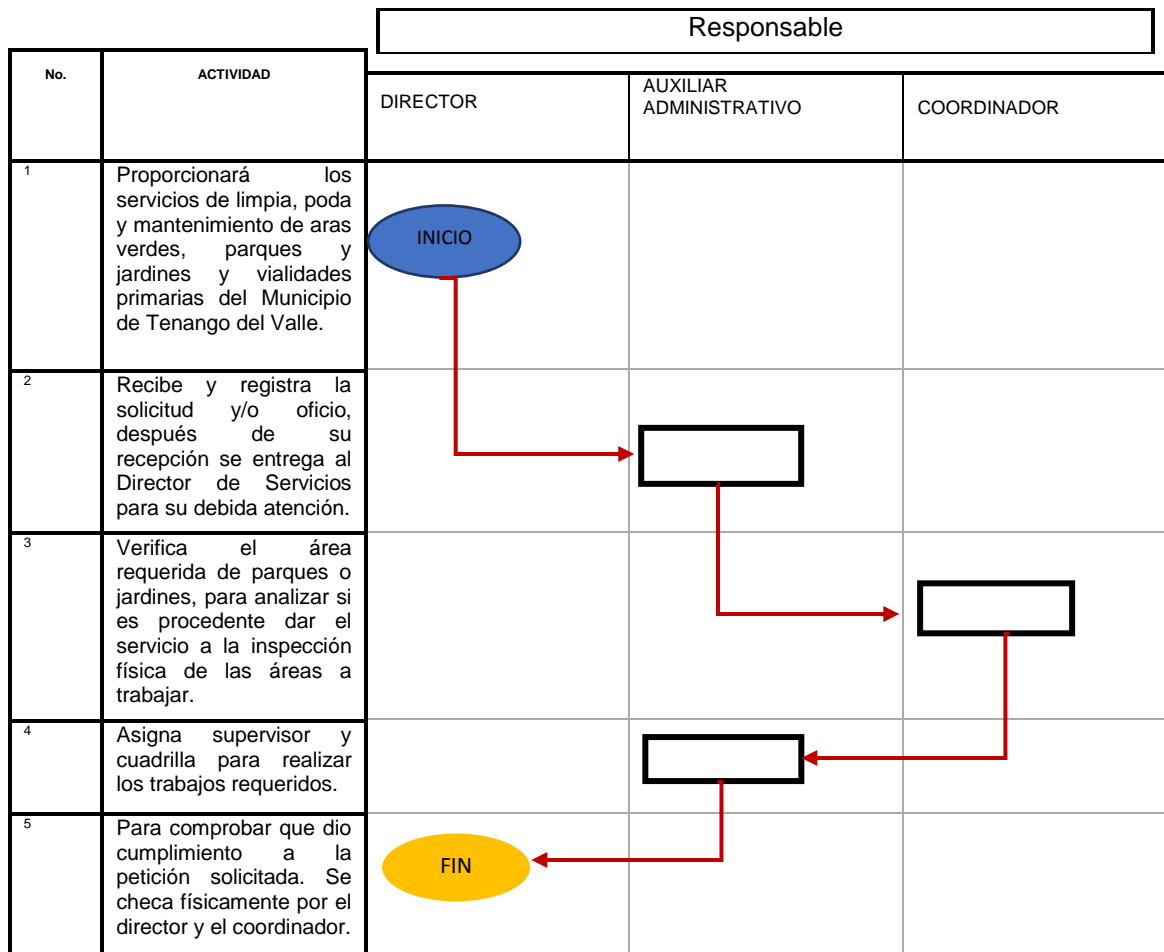 Responsable
No.
ACTIVIDAD
DIRECTOR
AUXILIAR
ADMINISTRATIVO
COORDINADOR
1
Proporcionará los
servicios de limpia, poda
y mantenimiento de aras
verdes, parques y
jardines y vialidades
primarias del Municipio
de Tenango del Valle.
INICIO
2
Recibe y registra la
solicitud y/o oficio,
después de su
recepción se entrega al
Director de Servicios
para su debida atención.
3
Verifica el área
requerida de parques o
jardines, para analizar si
es procedente dar el
servicio a la inspección
física de las áreas a
trabajar.
4
Asigna supervisor y
cuadrilla para realizar
los trabajos requeridos.
5
Para comprobar que dio
cumplimiento a la
petición solicitada. Se
checa físicamente por el
director y el coordinador.
FIN